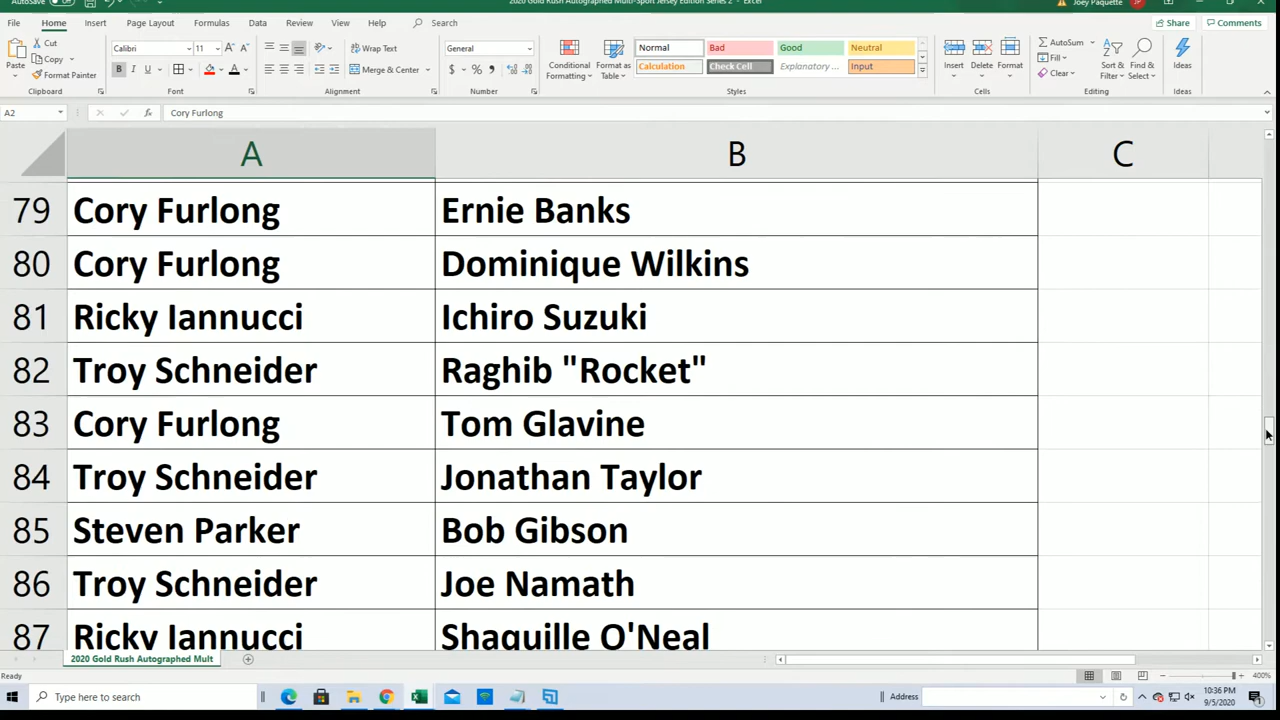 AutoSave
2020 Gold Rush Autographed Multi-Sport Jersey Edition Series 2 - Excel
Joey Paquette
File Home Insert Page Layout Formulas Data Review View Help Search Share Comments
Paste Cut Copy Format Painter
Calibri 11 B I U A
Wrap Text Merge & Center
General $ % ,
Conditional Formatting Format as Table
Normal Bad Good Neutral
Calculation Check Cell Explanatory ... Input
Insert Delete Format
AutoSum Fill Clear Sort & Filter Find & Select Ideas
Clipboard Font Alignment Number Styles Cells Editing Ideas
A2 fx Cory Furlong
A B C
79 Cory Furlong Ernie Banks
80 Cory Furlong Dominique Wilkins
81 Ricky Iannucci Ichiro Suzuki
82 Troy Schneider Raghib "Rocket"
83 Cory Furlong Tom Glavine
84 Troy Schneider Jonathan Taylor
85 Steven Parker Bob Gibson
86 Troy Schneider Joe Namath
87 Ricky Iannucci Shaquille O'Neal
2020 Gold Rush Autographed Mult
Ready 400%
Type here to search Address 10:36 PM
9/5/2020